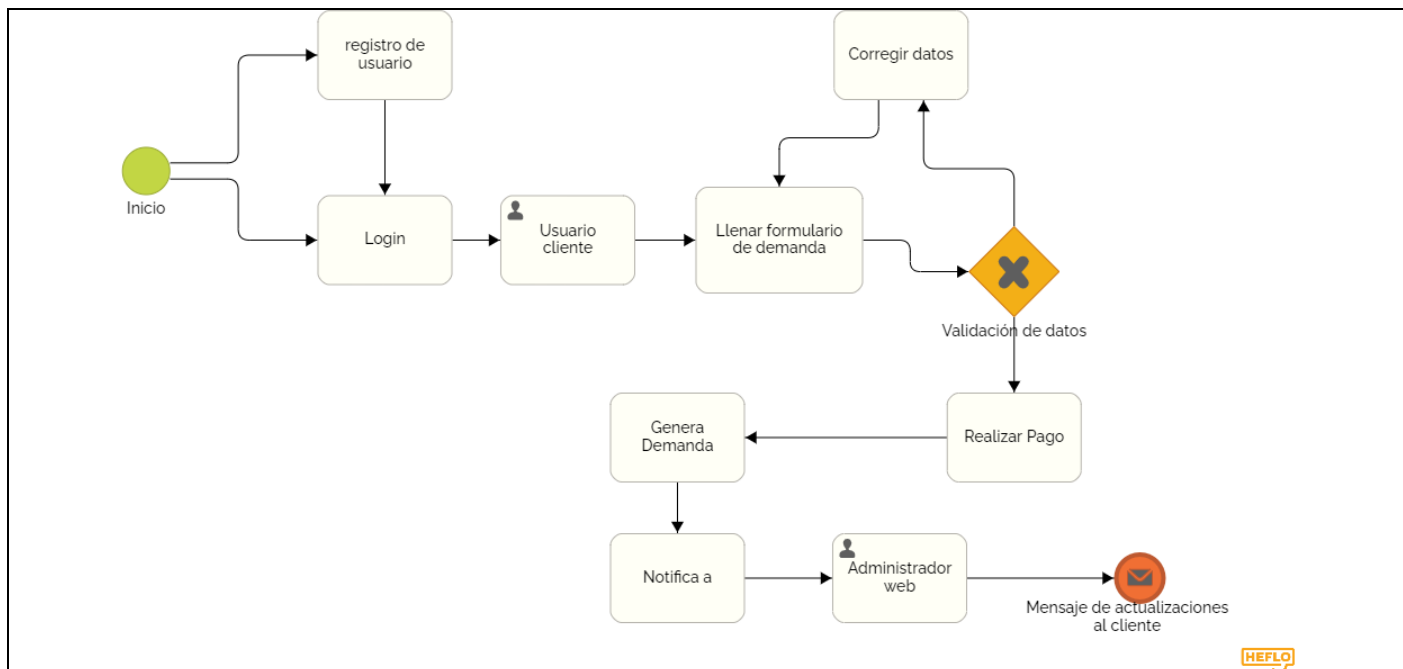 registro de
usuario
Corregir datos
Inicio
Login
Usuario
cliente
Llenar formulario
de demanda
Validación de datos
Genera
Demanda
Realizar Pago
Notifica a
Administrador
web
Mensaje de actualizaciones
al cliente
HEFLO